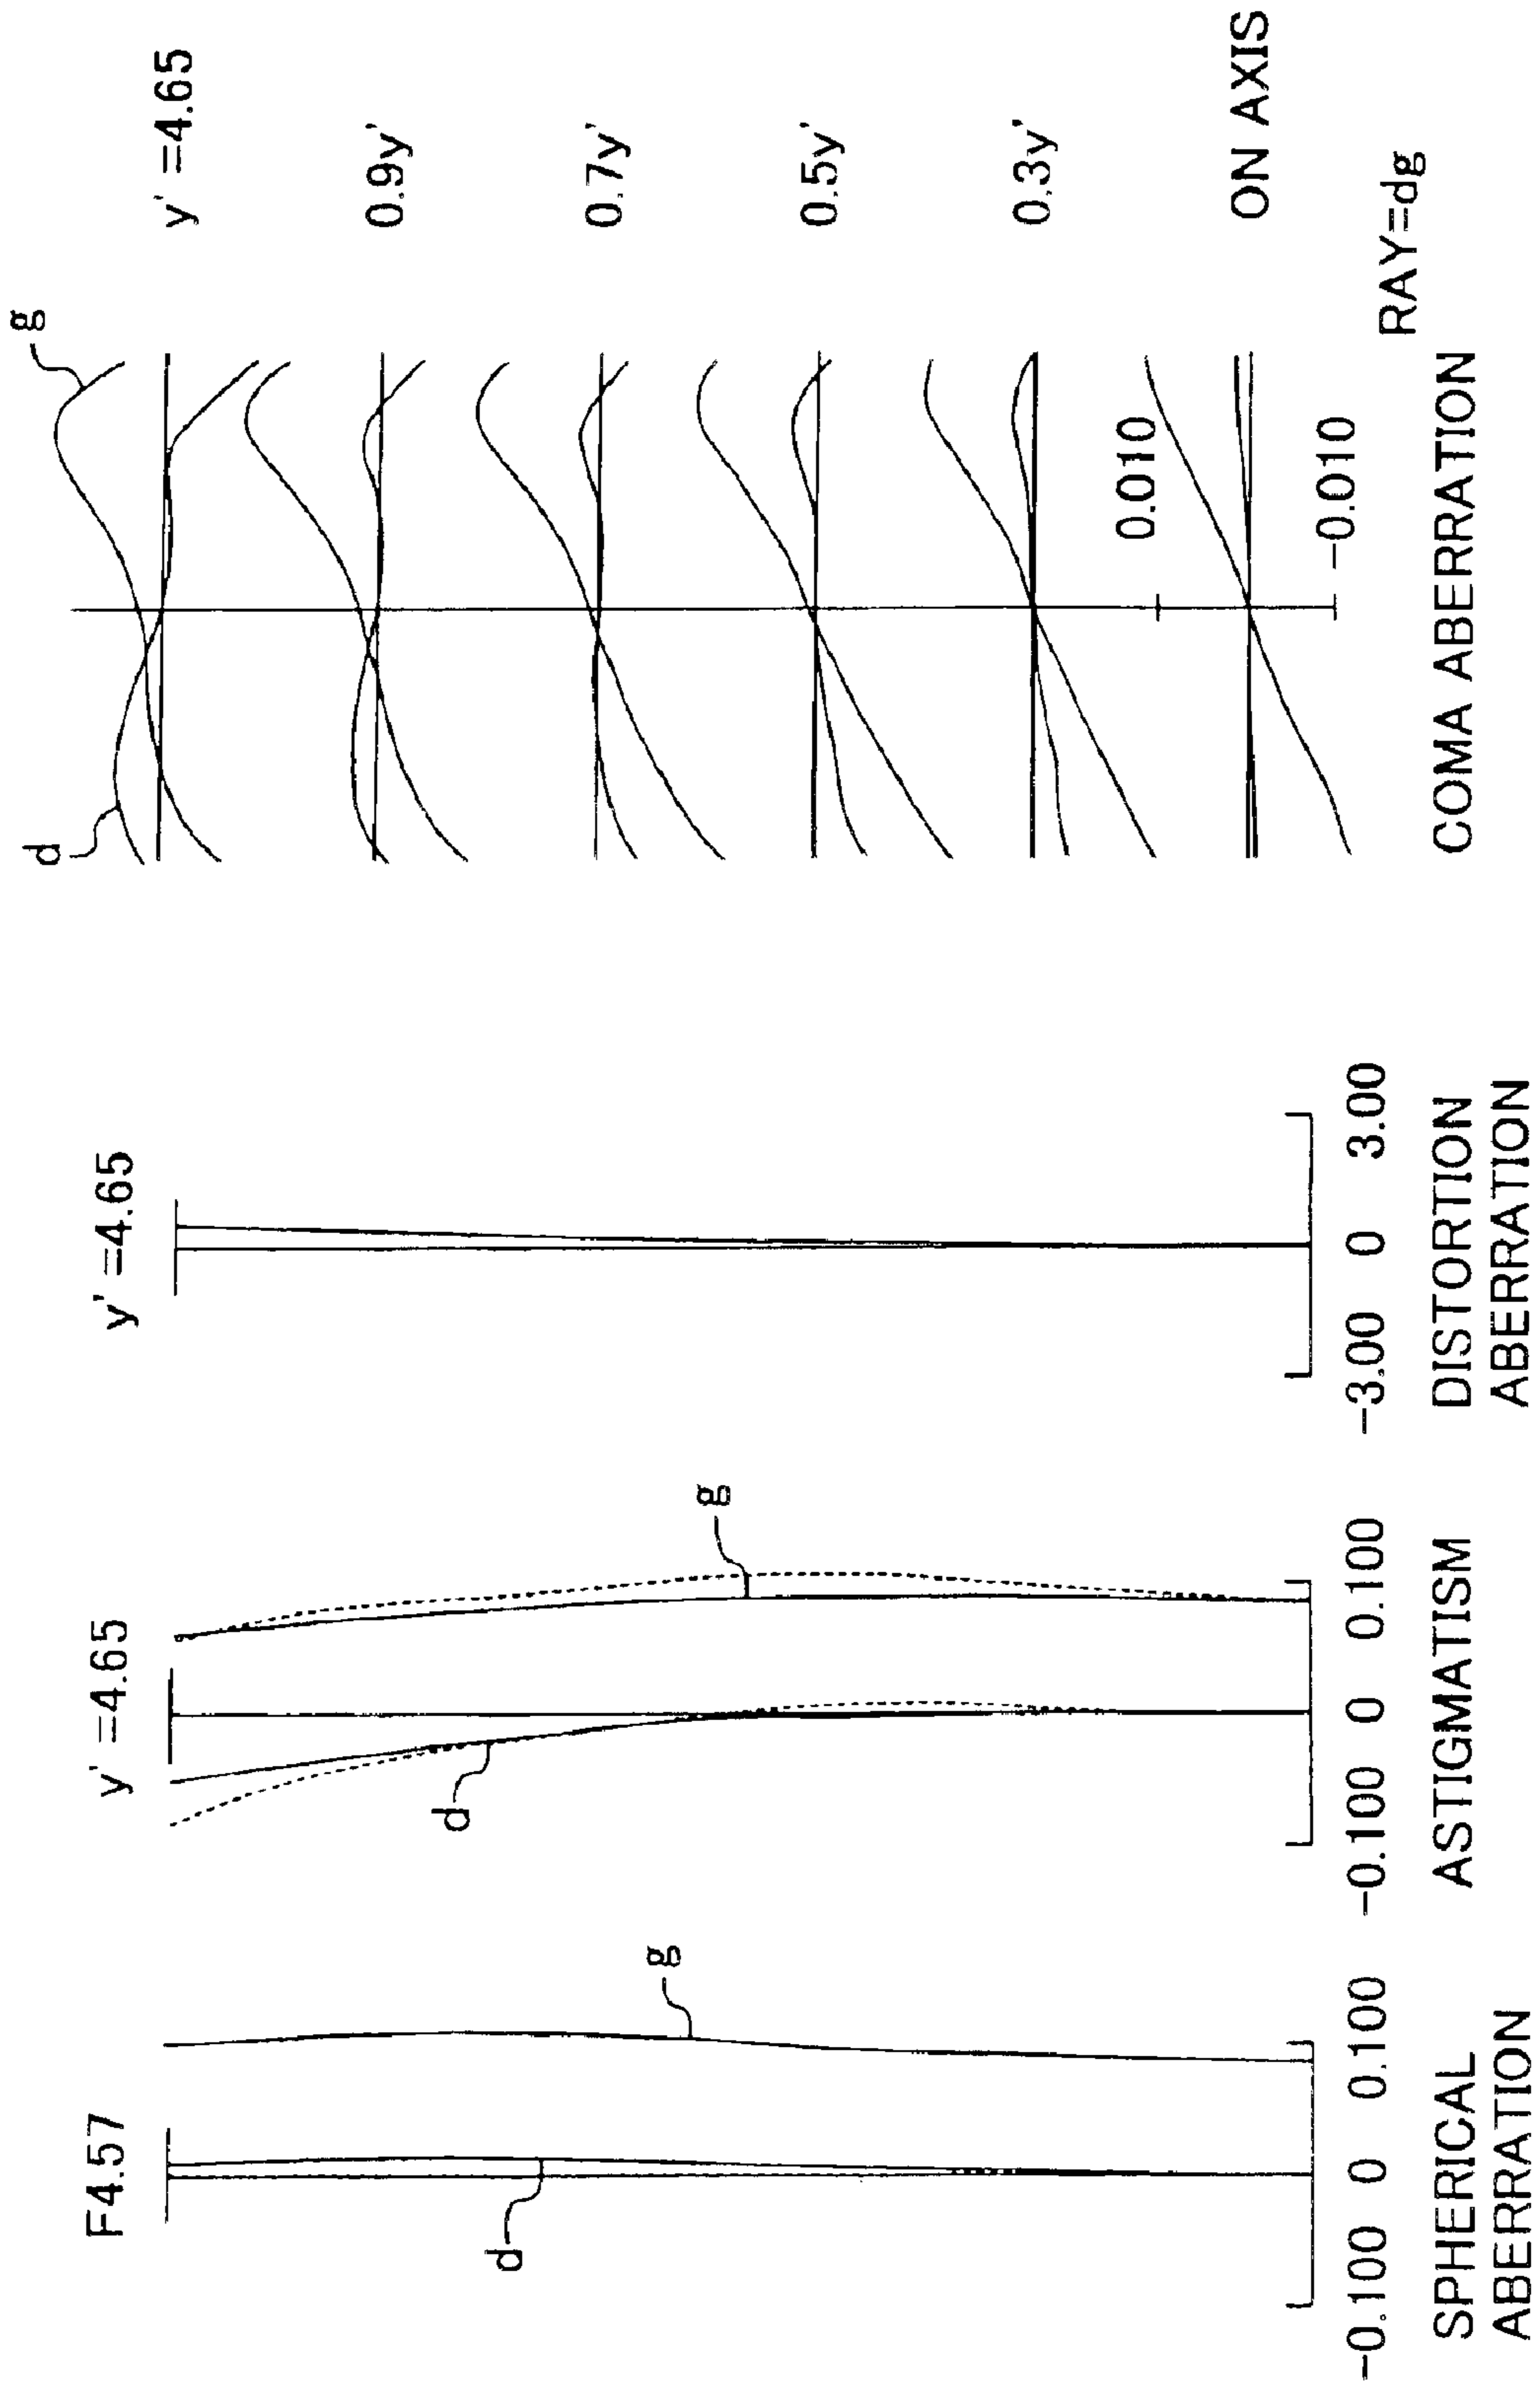 F4.57
g
d
-0.100 0 0.100
SPHERICAL
ABERRATION
y' =4.65
g
d
-0.100 0 0.100
ASTIGMATISM
y' =4.65
-3.00 0 3.00
DISTORTION
ABERRATION
g
d
y' =4.65
0.9y'
0.7y'
0.5y'
0.3y'
0.010
ON AXIS
-0.010
RAY=dg
COMA ABERRATION